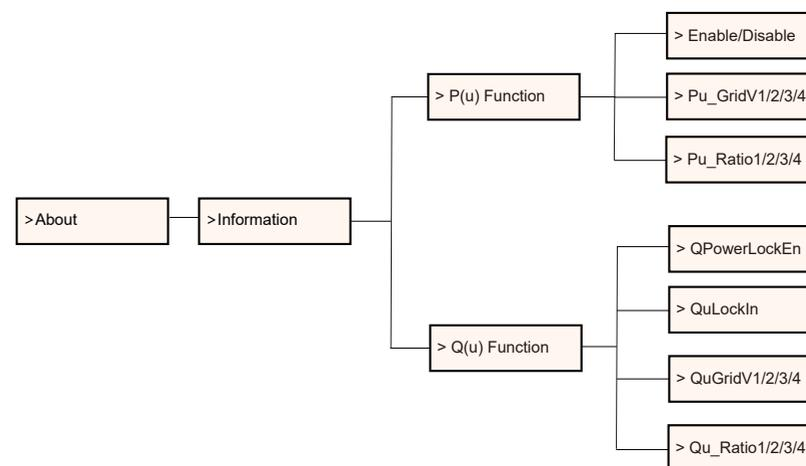 > Enable/Disable
> P(u) Function
> Pu_GridV1/2/3/4
> Pu_Ratio1/2/3/4
>About
>Information
> QPowerLockEn
> QuLockIn
> Q(u) Function
> QuGridV1/2/3/4
> Qu_Ratio1/2/3/4